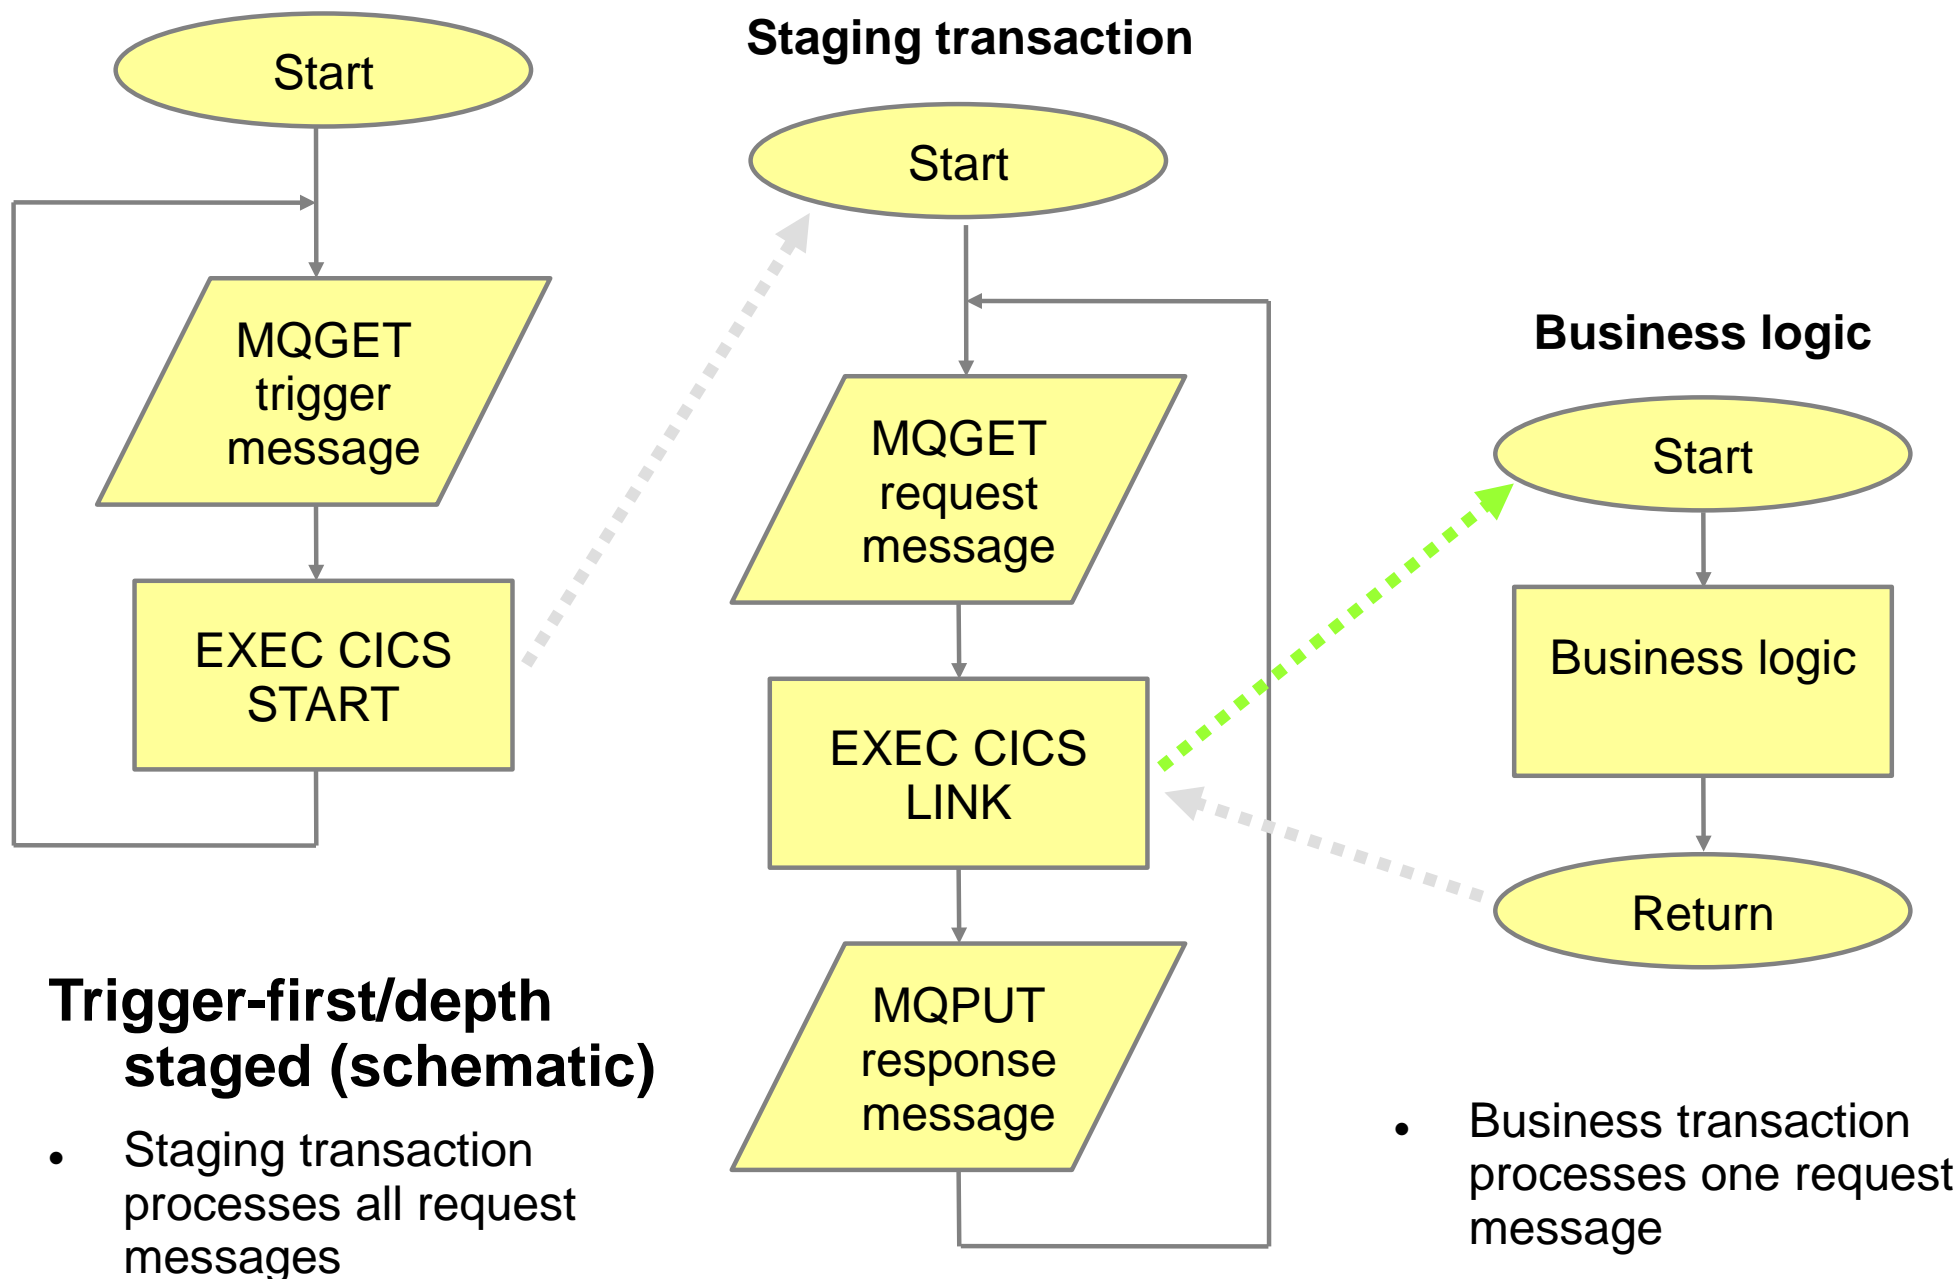 Start
MQGET
trigger
message
EXEC CICS
START
Trigger-first/depth
staged (schematic)
• Staging transaction
processes all request
messages
Staging transaction
Start
MQGET
request
message
EXEC CICS
LINK
MQPUT
response
message
Business logic
Start
Business logic
Return
• Business transaction
processes one request
message